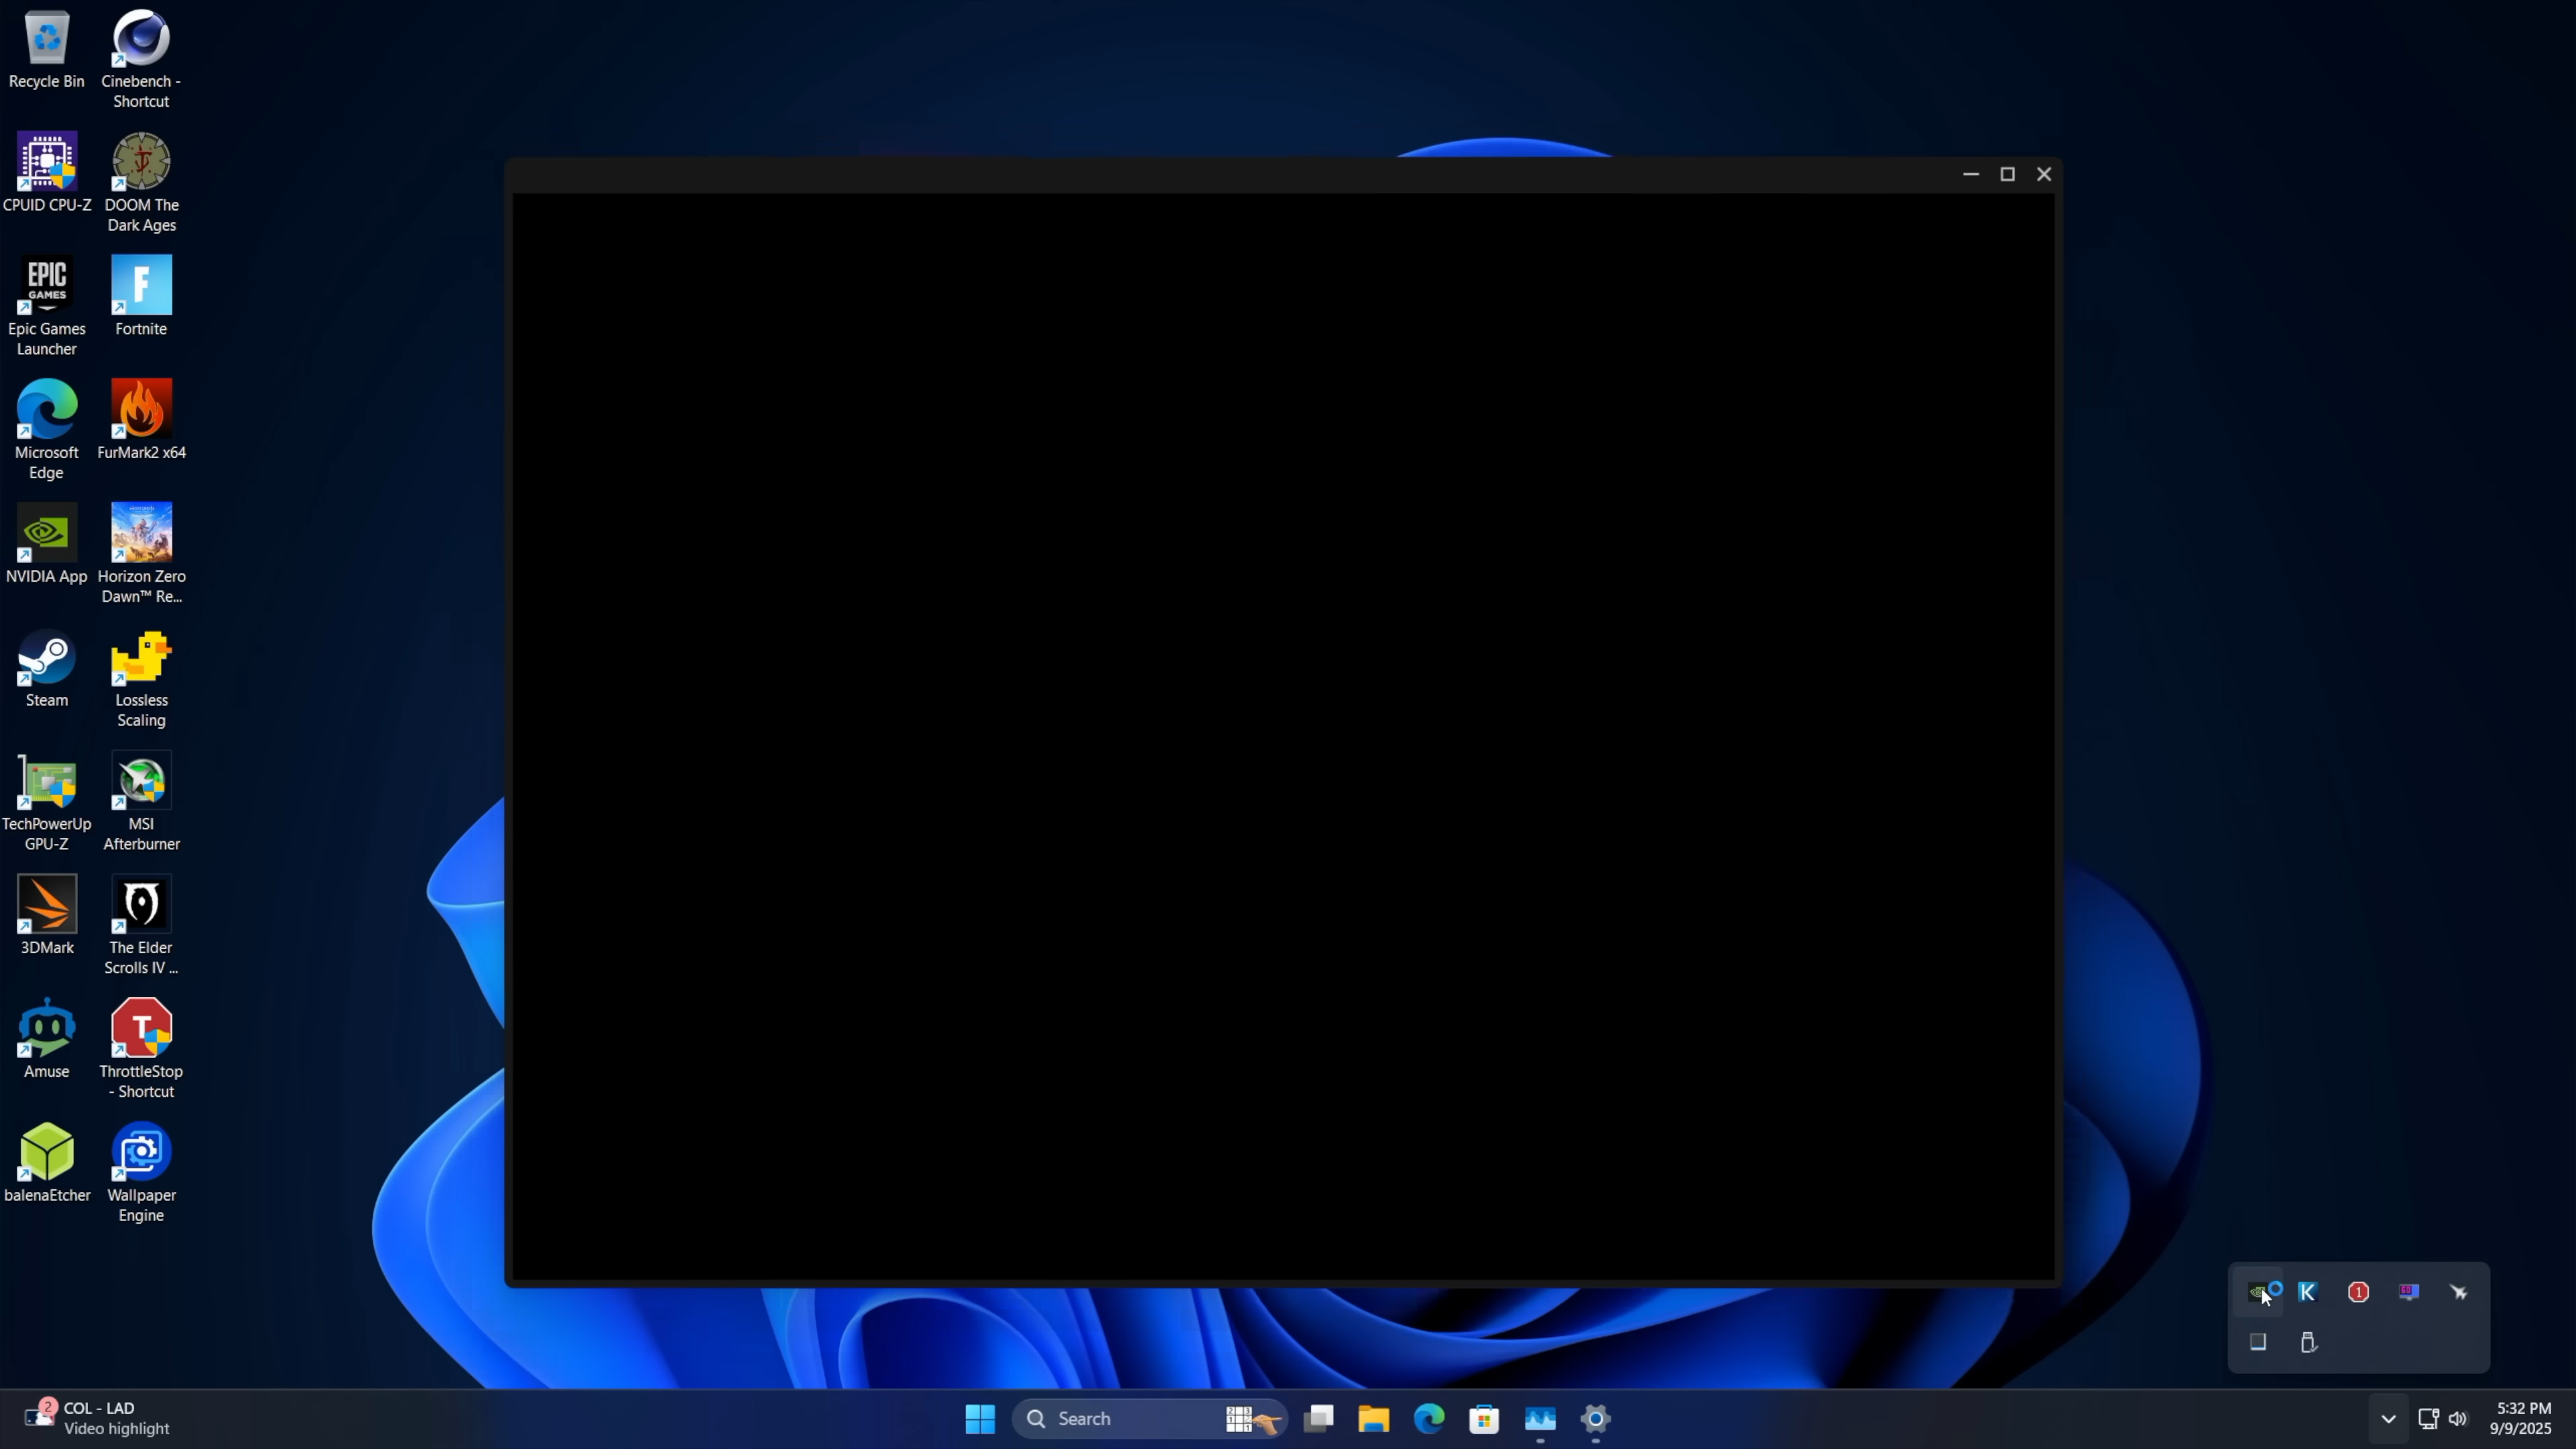 Recycle Bin
Cinebench -
Shortcut
CPUID CPU-Z
DOOM The
Dark Ages
EPIC
GAMES
Epic Games
Launcher
F
Fortnite
Microsoft
Edge
FurMark2 x64
NVIDIA App
Horizon Zero
Dawn™ Re...
Steam
Lossless
Scaling
TechPowerUp
GPU-Z
MSI
Afterburner
3DMark
The Elder
Scrolls IV ...
Amuse
T
ThrottleStop
- Shortcut
balenaEtcher
Wallpaper
Engine
K
1
2
COL - LAD
Video highlight
Search
5:32 PM
9/9/2025